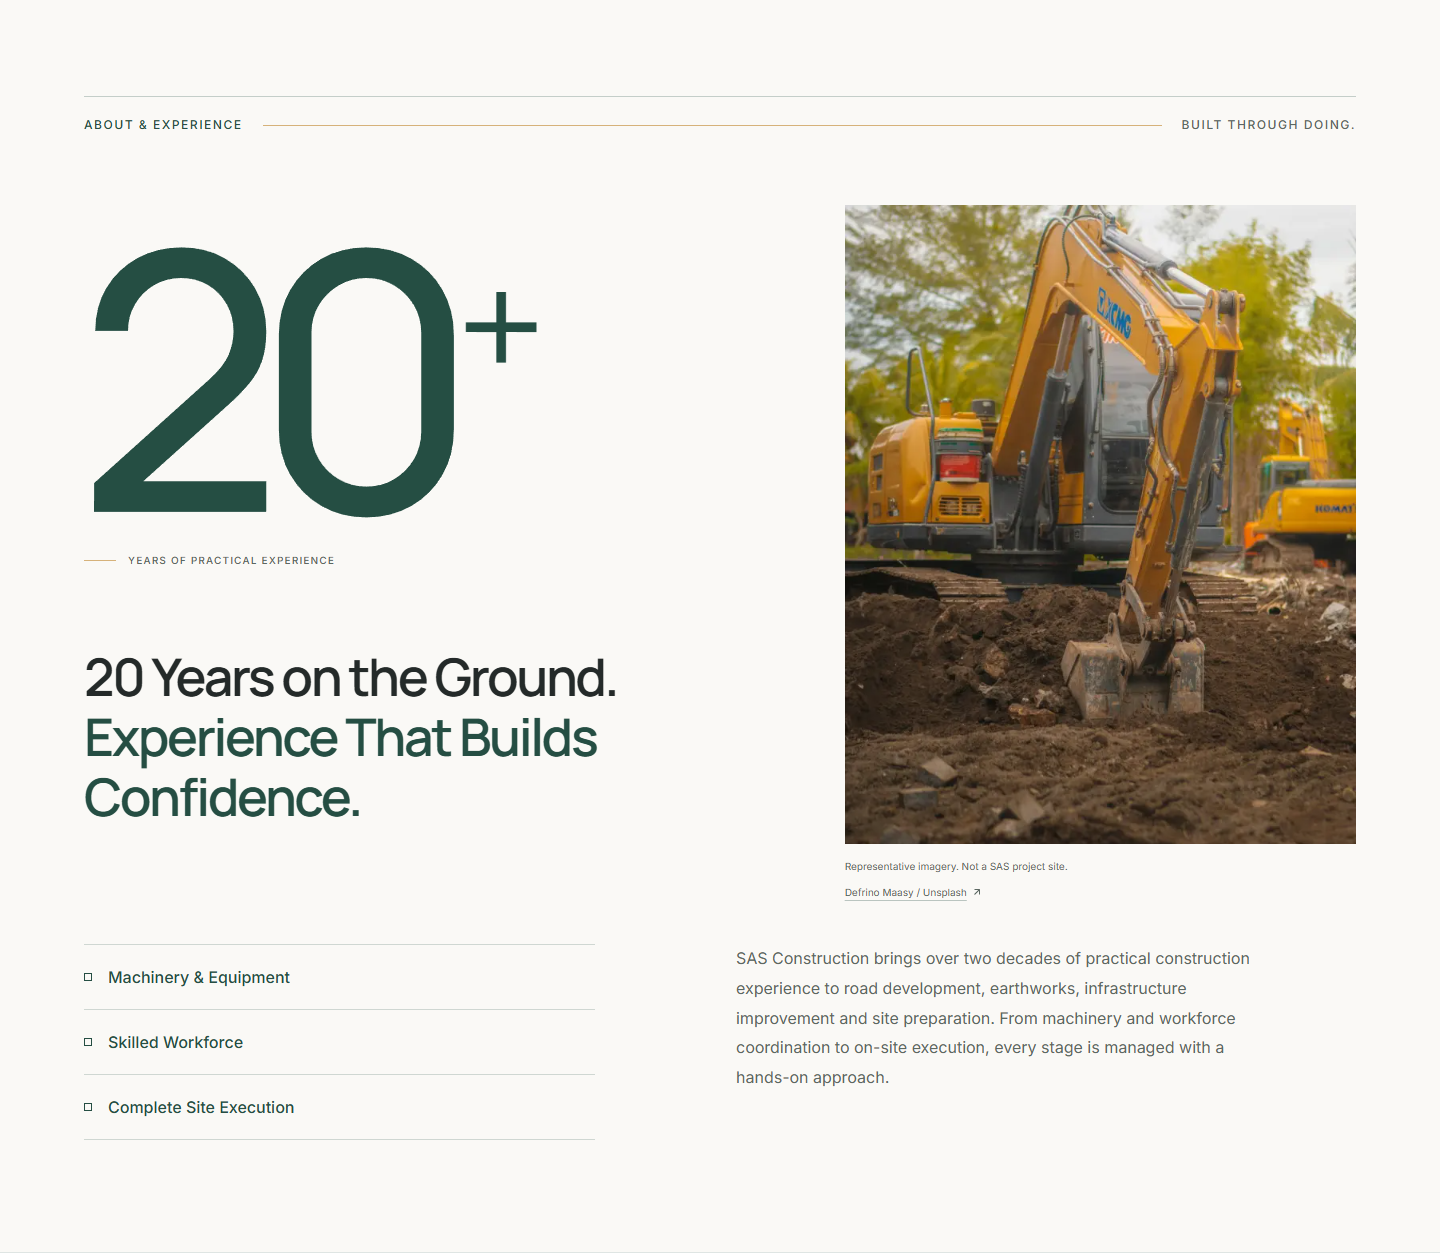 ABOUT & EXPERIENCE
BUILT THROUGH DOING.
20+
YEARS OF PRACTICAL EXPERIENCE
20 Years on the Ground.
Experience That Builds
Confidence.
XCMG
KOMAT
Representative imagery. Not a SAS project site.
Defrino Maasy / Unsplash
Machinery & Equipment
Skilled Workforce
Complete Site Execution
SAS Construction brings over two decades of practical construction
experience to road development, earthworks, infrastructure
improvement and site preparation. From machinery and workforce
coordination to on-site execution, every stage is managed with a
hands-on approach.